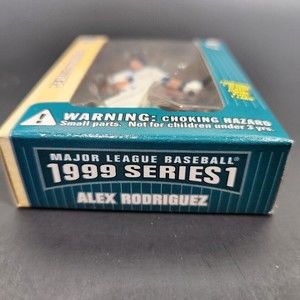 WARNING: CHOKING HAZARD
Small parts. Not for children under 3 yrs.
MAJOR LEAGUE BASEBALL®
1999 SERIES 1
ALEX RODRIGUEZ